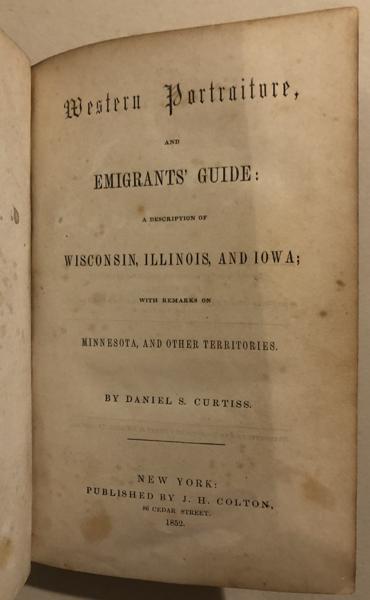 Western Portraiture,
AND
EMIGRANTS' GUIDE:
A DESCRIPTION OF
WISCONSIN, ILLINOIS, AND IOWA;
WITH REMARKS ON
MINNESOTA, AND OTHER TERRITORIES.
BY DANIEL S. CURTISS.
NEW YORK:
PUBLISHED BY J. H. COLTON,
86 CEDAR STREET.
1852.